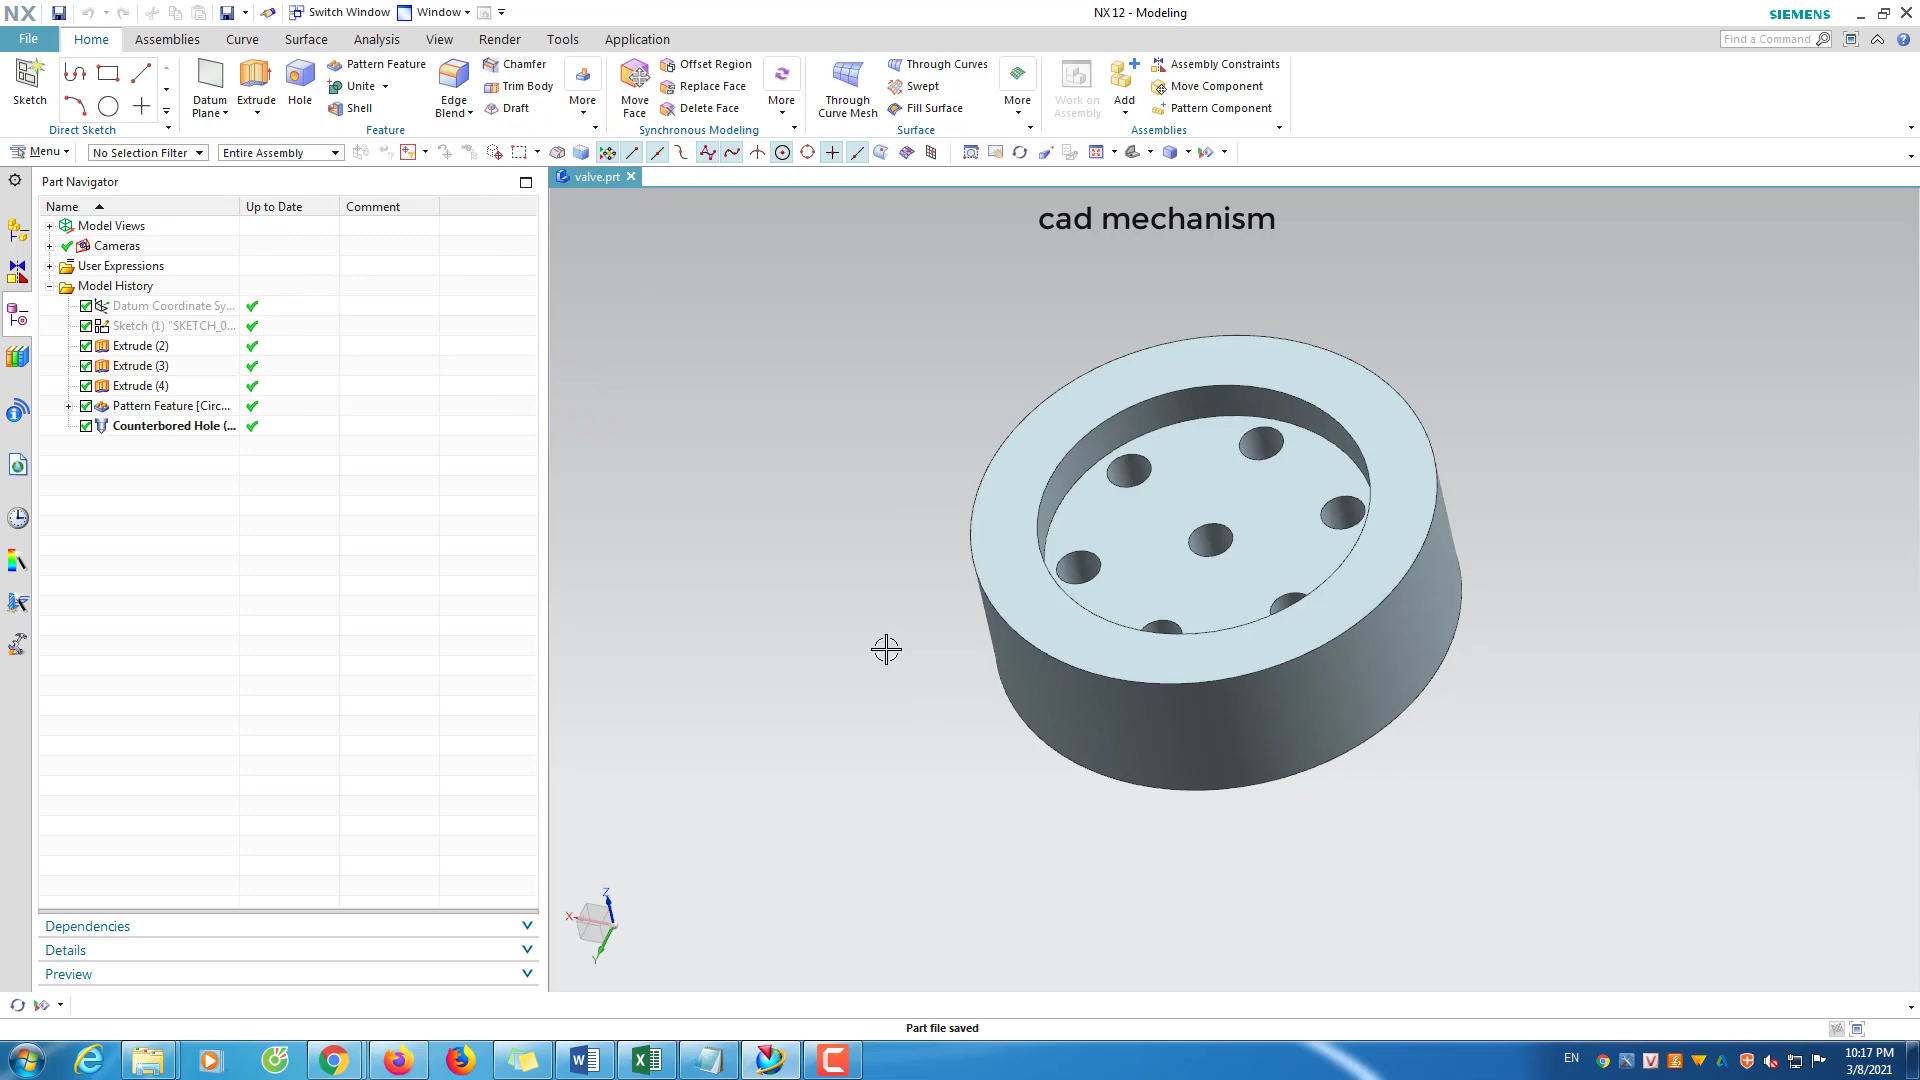 NX
Switch Window
Window
NX 12 - Modeling
SIEMENS
File
Home
Assemblies
Curve
Surface
Analysis
View
Render
Tools
Application
Find a Command
Sketch
Direct Sketch
Datum
Plane
Extrude
Hole
Pattern Feature
Unite
Shell
Edge
Blend
Chamfer
Trim Body
Draft
More
Feature
Move
Face
Offset Region
Replace Face
Delete Face
More
Synchronous Modeling
Through
Curve Mesh
Through Curves
Swept
Fill Surface
More
Surface
Work on
Assembly
Add
Assembly Constraints
Move Component
Pattern Component
Assemblies
Menu
No Selection Filter
Entire Assembly
Part Navigator
valve.prt
Name
Up to Date
Comment
Model Views
Cameras
User Expressions
Model History
Datum Coordinate Sy...
Sketch (1) "SKETCH_0...
Extrude (2)
Extrude (3)
Extrude (4)
Pattern Feature [Circ...
Counterbored Hole (...
cad mechanism
Z
X
Y
Dependencies
Details
Preview
Part file saved
EN
10:17 PM
3/8/2021